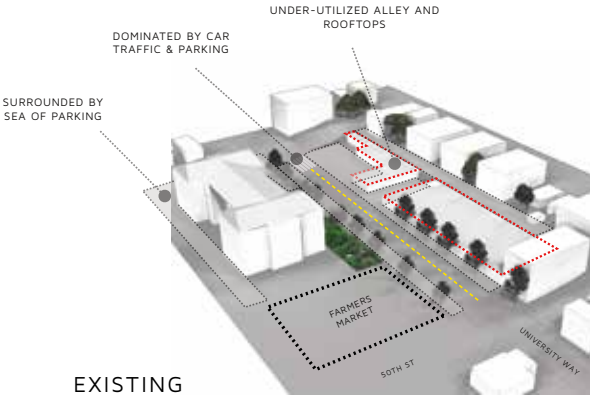 UNDER-UTILIZED ALLEY AND
ROOFTOPS
DOMINATED BY CAR
TRAFFIC & PARKING
SURROUNDED BY
SEA OF PARKING
FARMERS
MARKET
50TH ST
UNIVERSITY WAY
EXISTING